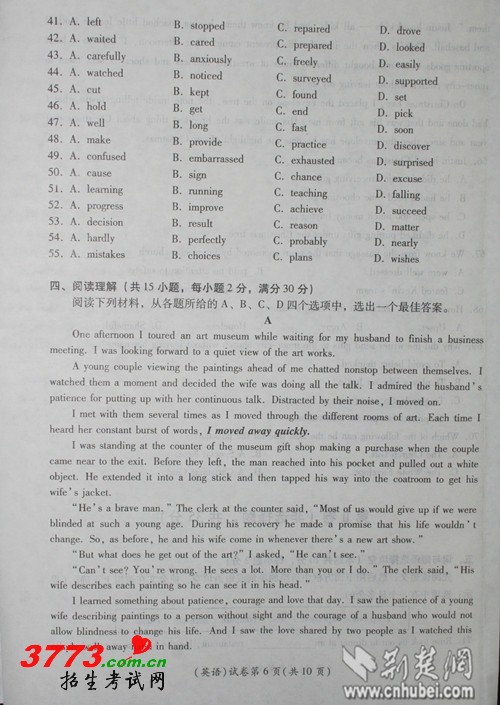 41. A. left B. stopped C. repaired D. drove
42. A. waited B. cared C. prepared D. looked
43. A. carefully B. anxiously C. freely D. easily
44. A. watched B. noticed C. surveyed D. supported
45. A. cut B. kept C. found D. set
46. A. hold B. get C. end D. pick
47. A. well B. long C. fast D. soon
48. A. make B. provide C. practice D. discover
49. A. confused B. embarrassed C. exhausted D. surprised
50. A. cause B. sign C. chance D. excuse
51. A. learning B. running C. teaching D. falling
52. A. progress B. improve C. achieve D. succeed
53. A. decision B. result C. reason D. matter
54. A. hardly B. perfectly C. probably D. nearly
55. A. mistakes B. choices C. plans D. wishes
四、阅读理解(共15小题,每小题2分,满分30分)
阅读下列材料,从各题所给的A、B、C、D四个选项中,选出一个最佳答案。
A
One afternoon I toured an art museum while waiting for my husband to finish a business
meeting. I was looking forward to a quiet view of the art works.
A young couple viewing the paintings ahead of me chatted nonstop between themselves. I
watched them a moment and decided the wife was doing all the talk. I admired the husband's
patience for putting up with her continuous talk. Distracted by their noise, I moved on.
I met with them several times as I moved through the different rooms of art. Each time I
heard her constant burst of words, I moved away quickly.
I was standing at the counter of the museum gift shop making a purchase when the couple
came near to the exit. Before they left, the man reached into his pocket and pulled out a white
object. He extended it into a long stick and then tapped his way into the coatroom to get his
wife's jacket.
"He's a brave man." The clerk at the counter said, "Most of us would give up if we were
blinded at such a young age. During his recovery he made a promise that his life wouldn't
change. So, as before, he and his wife come in whenever there's a new art show."
"But what does he get out of the art?" I asked, "He can't see."
"Can't see? You're wrong. He sees a lot. More than you or I do." The clerk said, "His
wife describes each painting so he can see it in his head."
I learned something about patience, courage and love that day. I saw the patience of a young
wife describing paintings to a person without sight and the courage of a husband who would not
allow blindness to change his life. And I saw the love shared by two people as I watched this
walk away in hand.
(英语)试卷第6页(共10页)
3773.com.cn
招生考试网
荆楚网
www.cnhubei.com